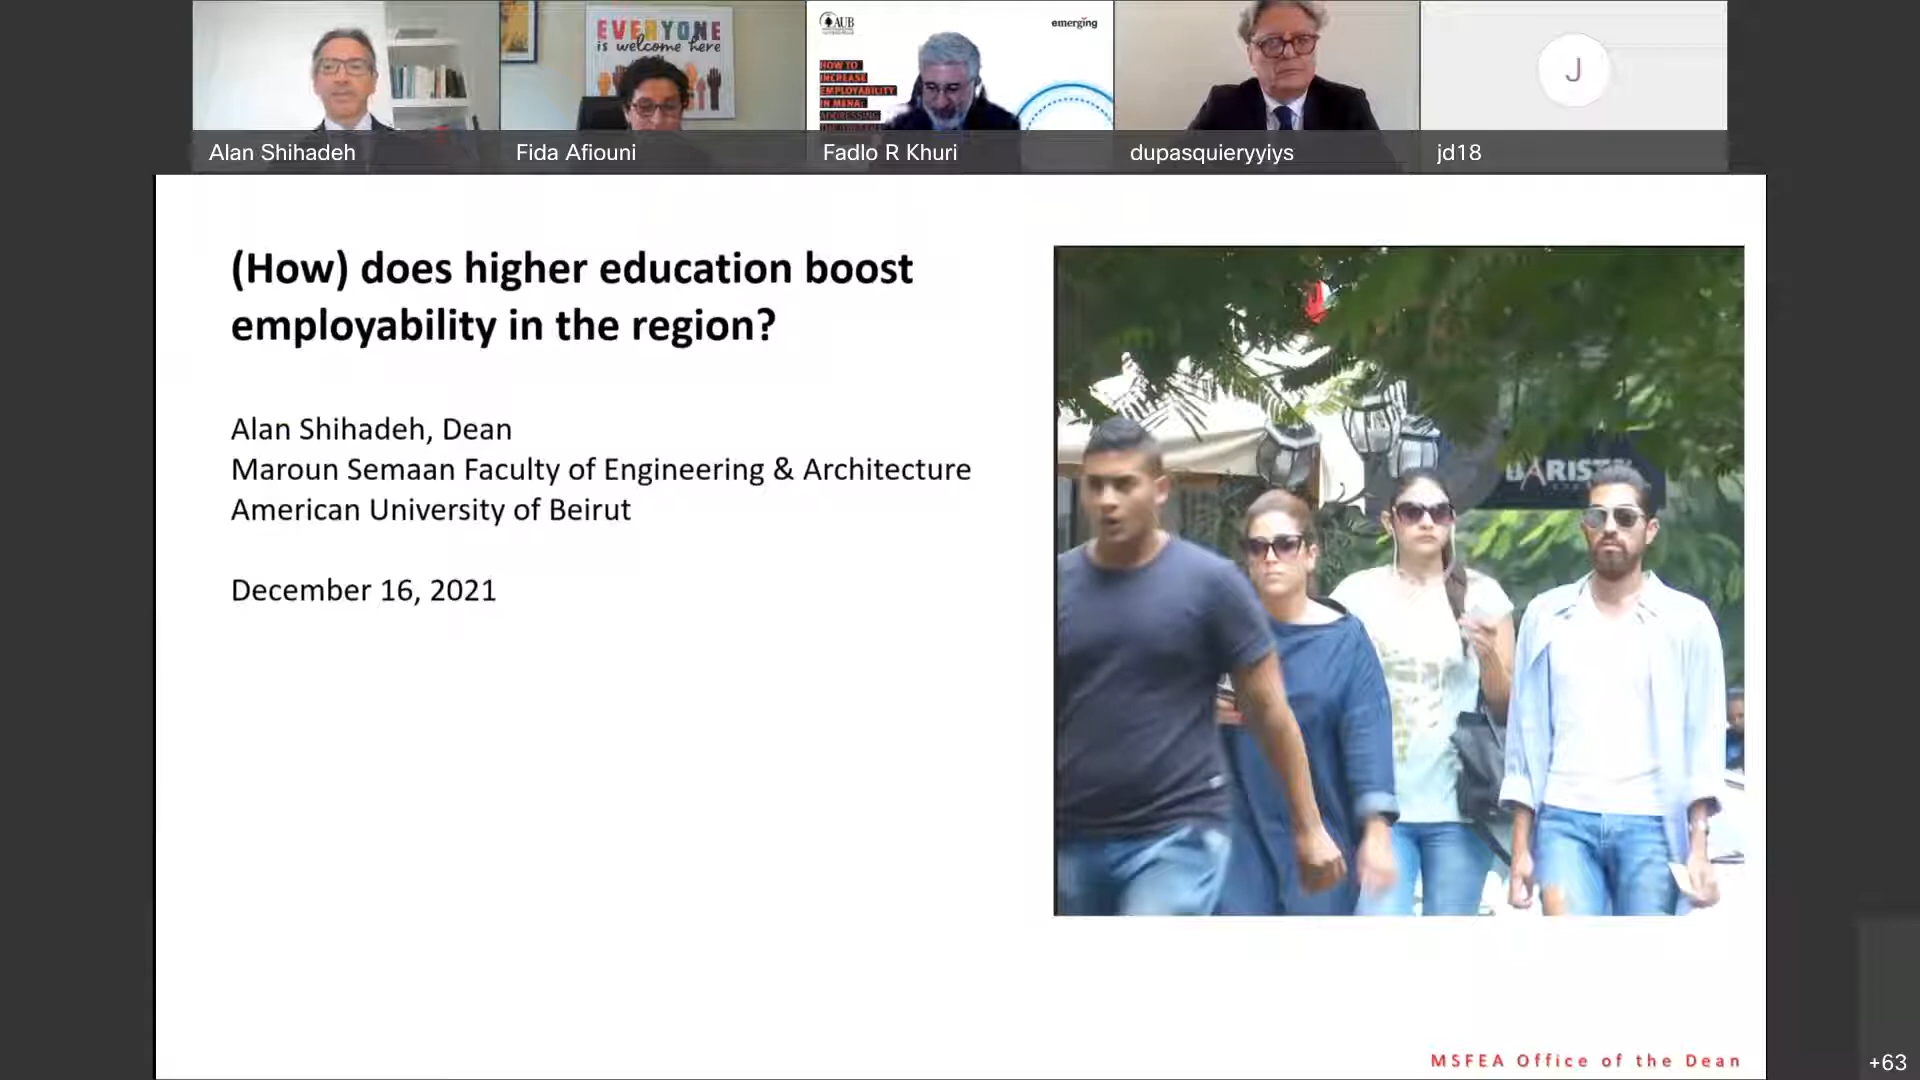 EVERYONE
is welcome here
AUB
emerging
HOW TO
INCREASE
EMPLOYABILITY
IN MENA:
ADDRESSING
J
Alan Shihadeh
Fida Afiouni
Fadlo R Khuri
dupasquieryyiys
jd18
(How) does higher education boost
employability in the region?
Alan Shihadeh, Dean
Maroun Semaan Faculty of Engineering & Architecture
American University of Beirut
December 16, 2021
BARISTA
MSFEA Office of the Dean
+63